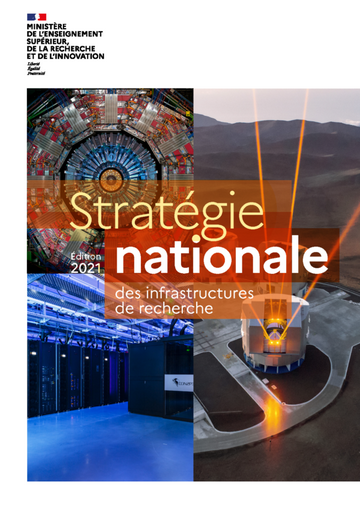 MINISTÈRE
DE L'ENSEIGNEMENT
SUPÉRIEUR,
DE LA RECHERCHE
ET DE L'INNOVATION
Liberté
Égalité
Fraternité
Stratégie
Édition
2021
nationale
des infrastructures
de recherche